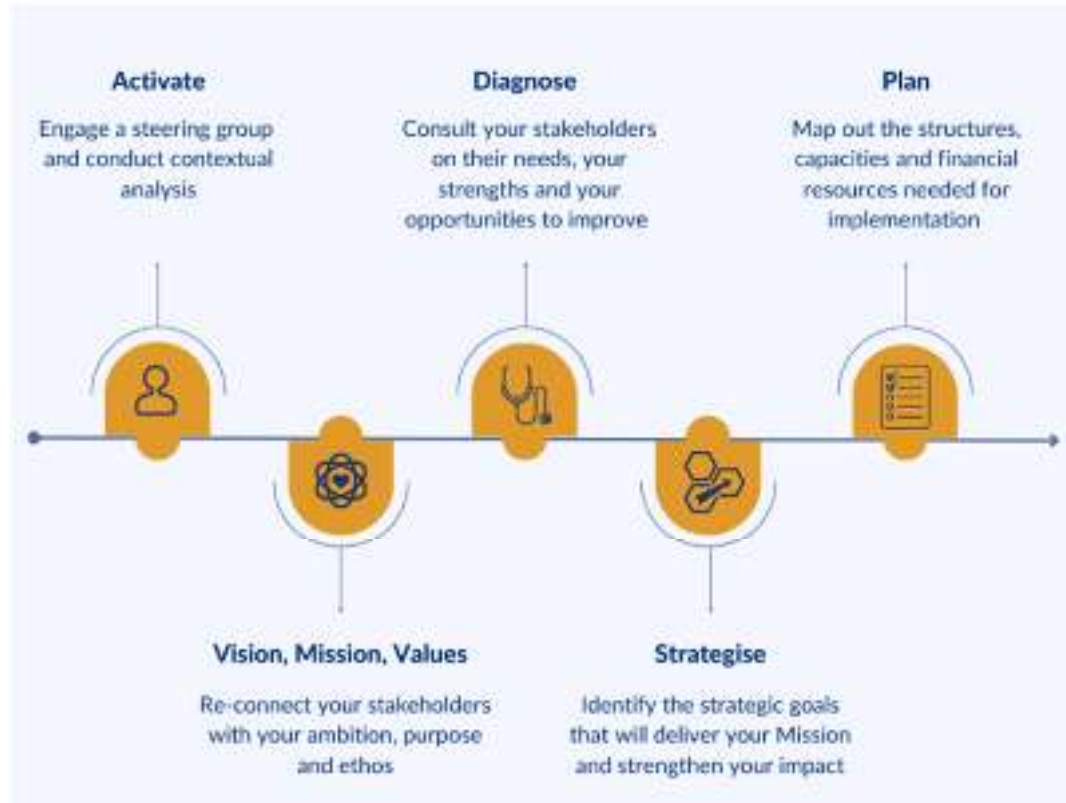 Activate
Engage a steering group
and conduct contextual
analysis
Diagnose
Consult your stakeholders
on their needs, your
strengths and your
opportunities to improve
Plan
Map out the structures,
capacities and financial
resources needed for
implementation
Vision, Mission, Values
Re-connect your stakeholders
with your ambition, purpose
and ethos
Strategise
Identify the strategic goals
that will deliver your Mission
and strengthen your impact